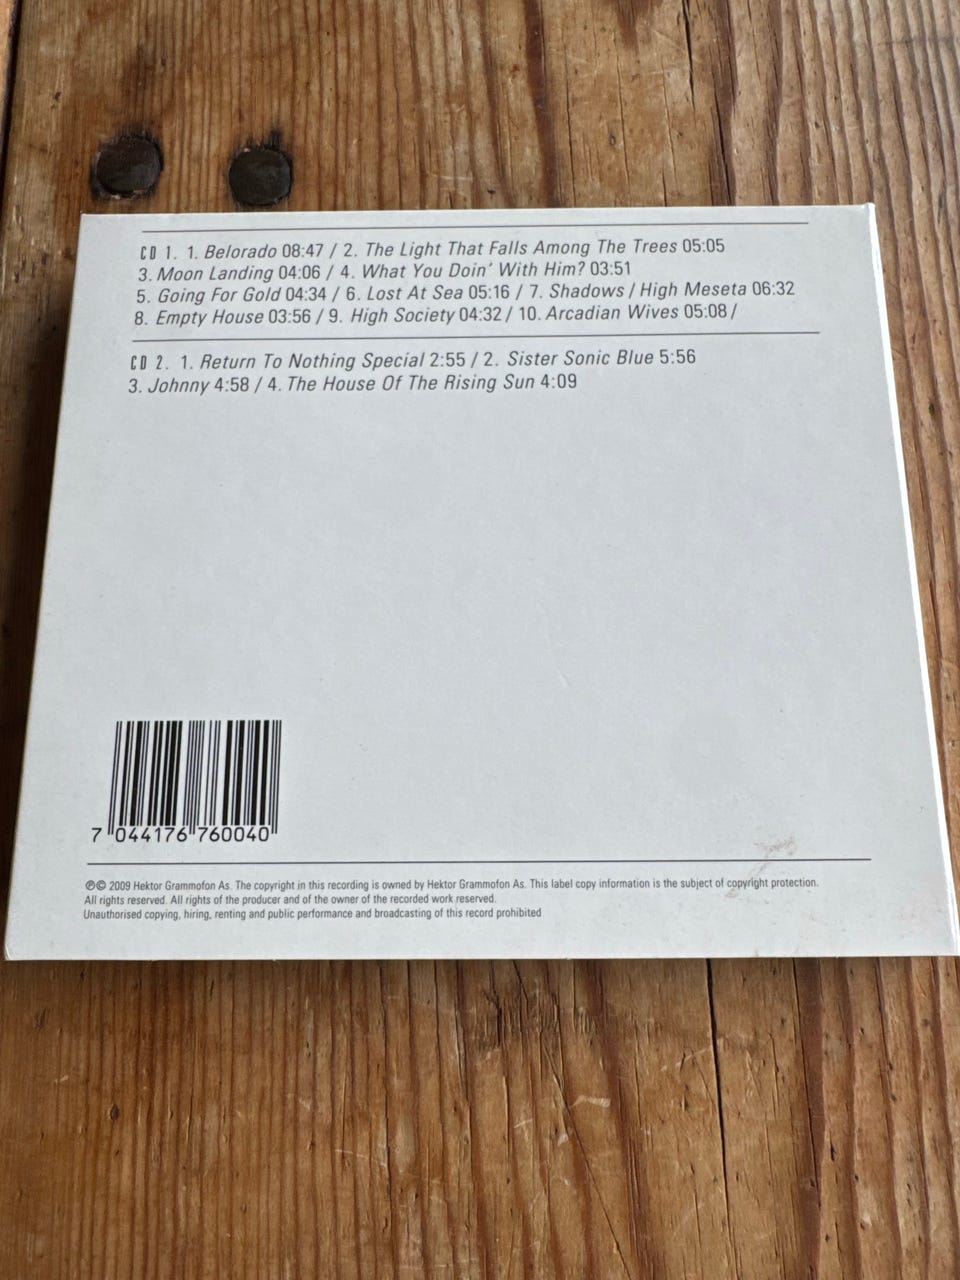 CD 1. 1. Belorado 08:47 / 2. The Light That Falls Among The Trees 05:05
3. Moon Landing 04:06 / 4. What You Doin' With Him? 03:51
5. Going For Gold 04:34 / 6. Lost At Sea 05:16 / 7. Shadows / High Meseta 06:32
8. Empty House 03:56 / 9. High Society 04:32 / 10. Arcadian Wives 05:08 /
CD 2. 1. Return To Nothing Special 2:55 / 2. Sister Sonic Blue 5:56
3. Johnny 4:58 / 4. The House Of The Rising Sun 4:09
7 044176 760040
℗© 2009 Hektor Grammofon As. The copyright in this recording is owned by Hektor Grammofon As. This label copy information is the subject of copyright protection.
All rights reserved. All rights of the producer and of the owner of the recorded work reserved.
Unauthorised copying, hiring, renting and public performance and broadcasting of this record prohibited